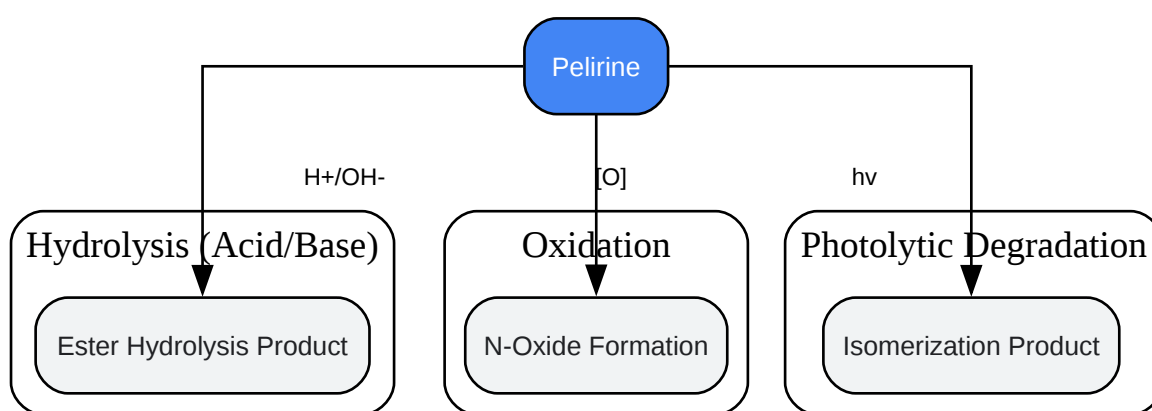 Pelirine
H+/OH-
[O]
hv
Hydrolysis (Acid/Base)
Oxidation
Photolytic Degradation
Ester Hydrolysis Product
N-Oxide Formation
Isomerization Product